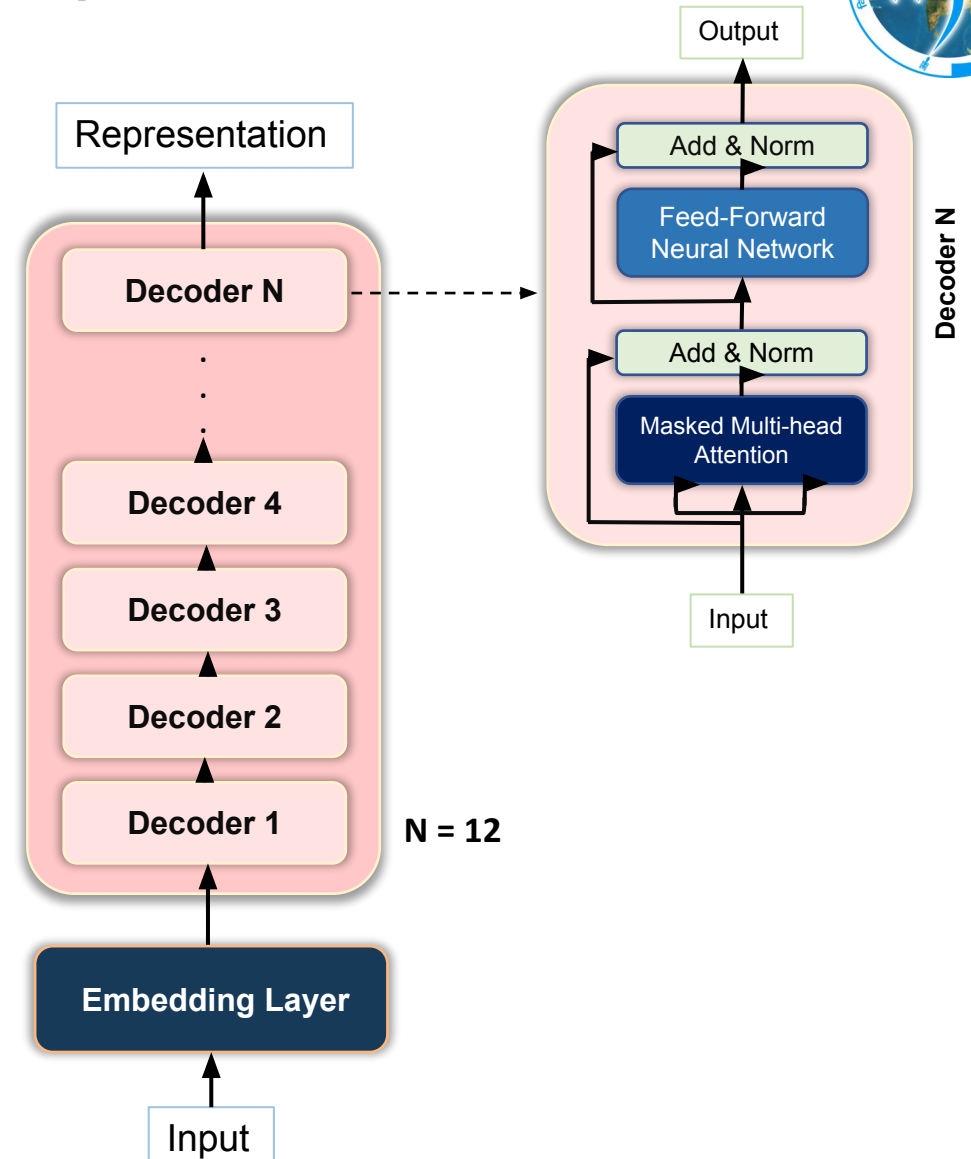 Representation
Decoder N
.
.
.
Decoder 4
Decoder 3
Decoder 2
Decoder 1
N = 12
Embedding Layer
Input
Output
Add & Norm
Feed-Forward
Neural Network
Add & Norm
Masked Multi-head
Attention
Input
Decoder N